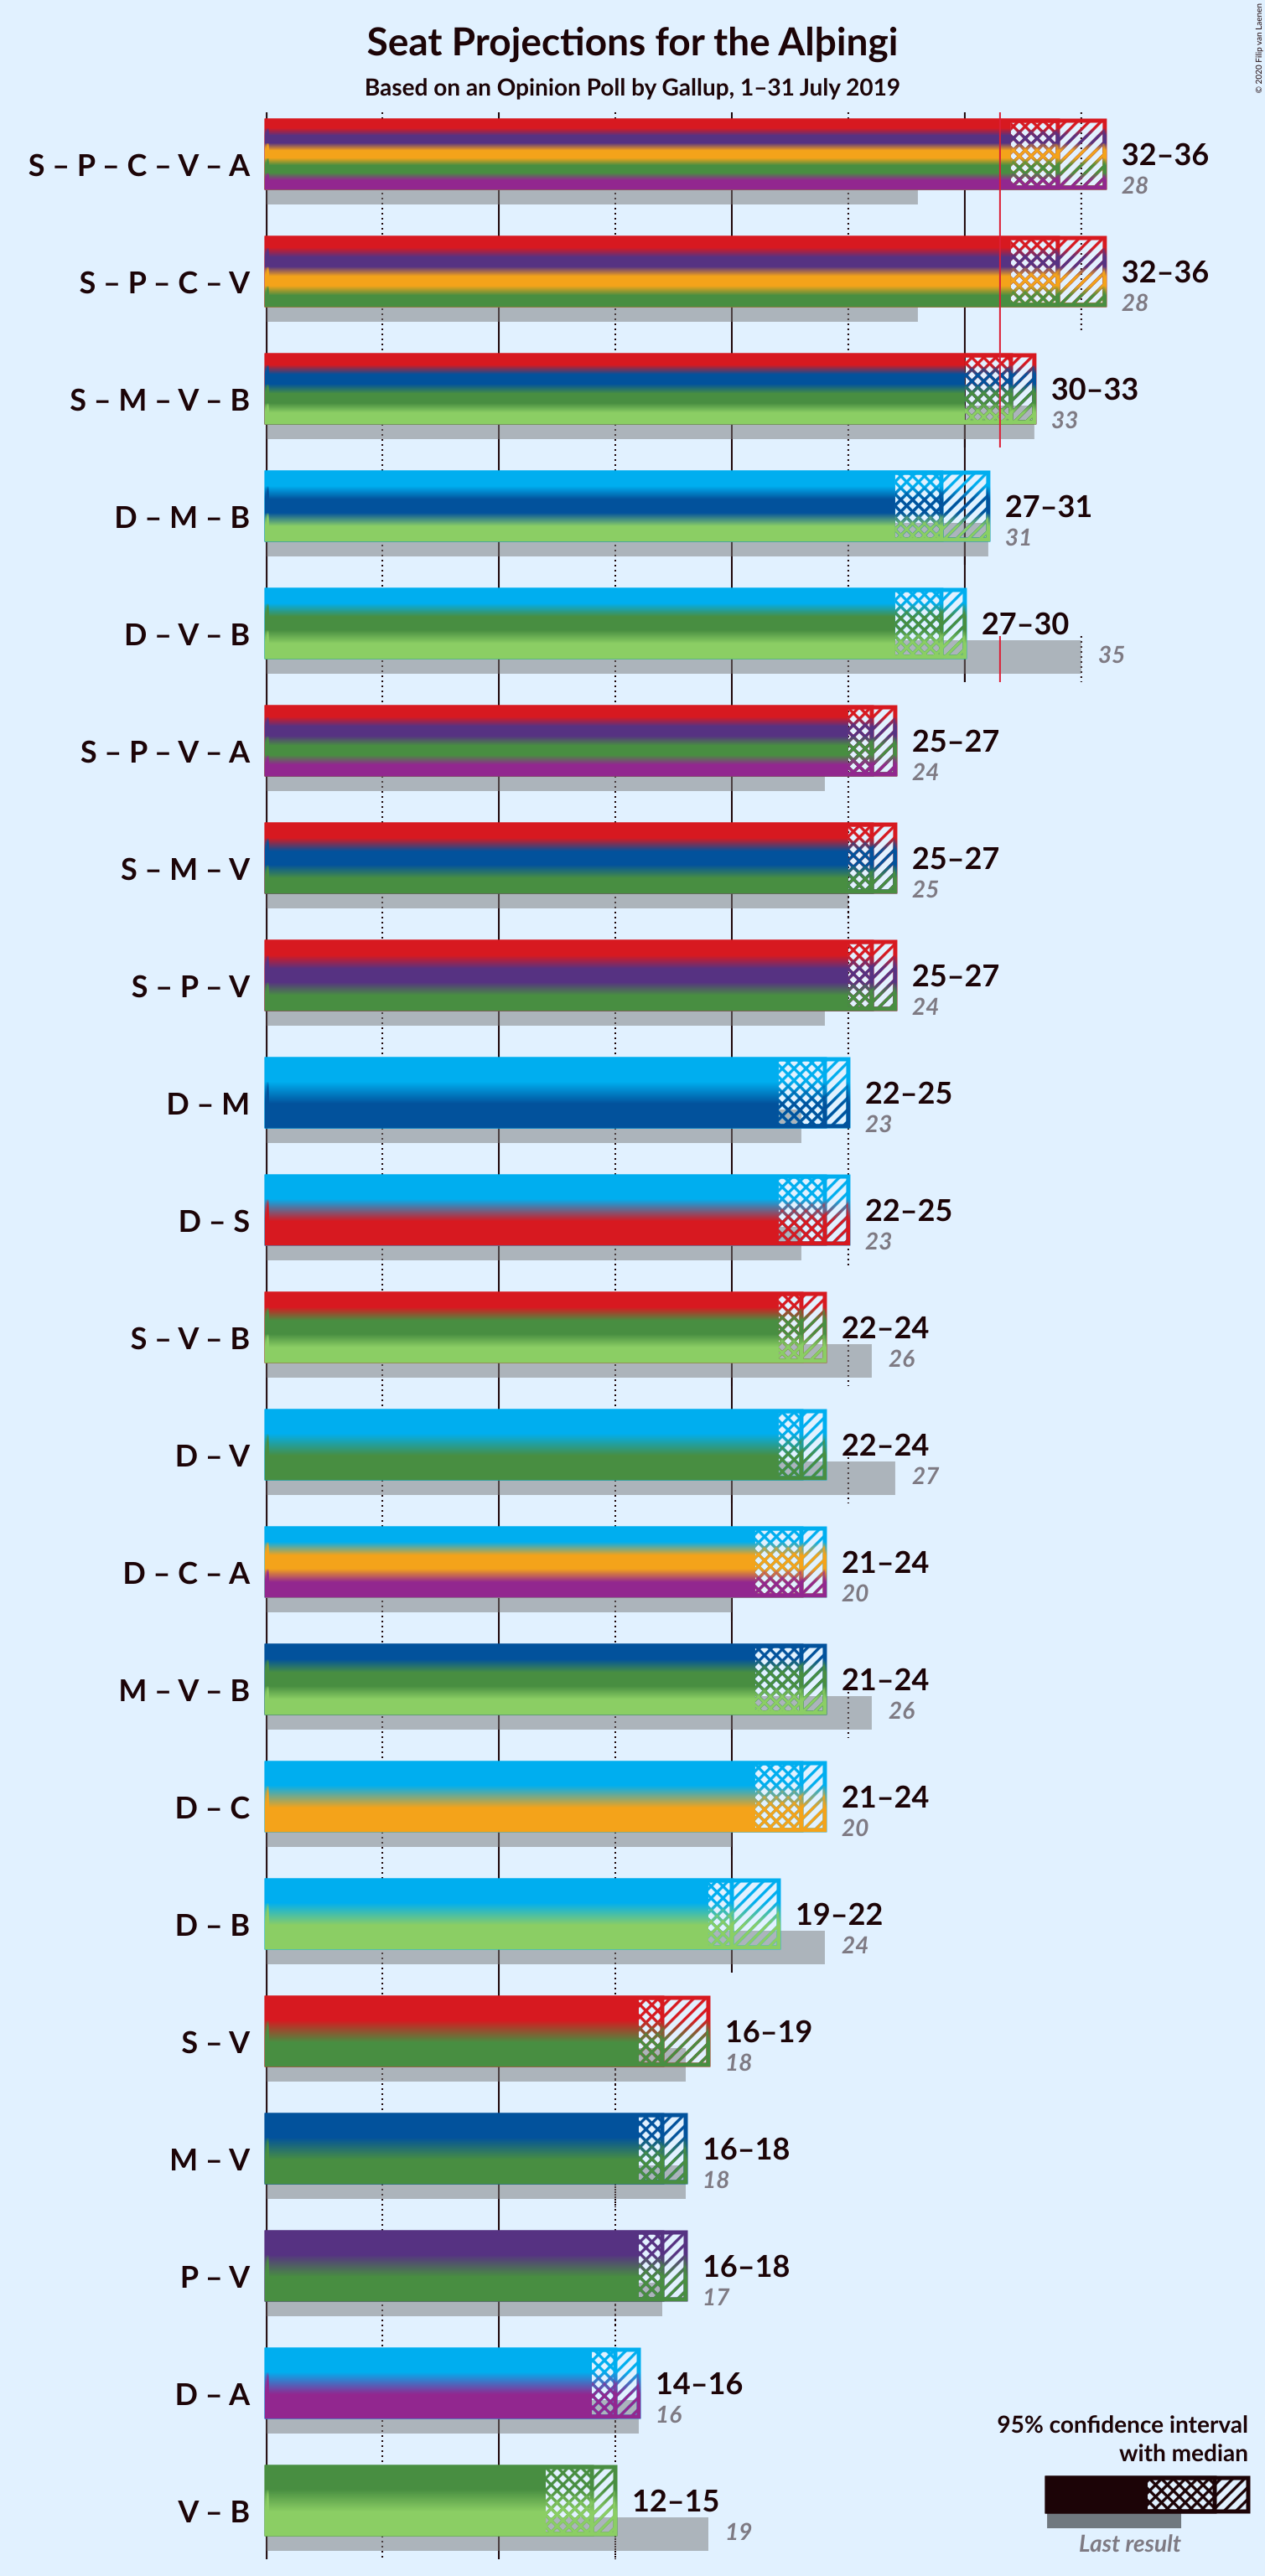 Seat Projections for the Alþingi
Based on an Opinion Poll by Gallup, 1–31 July 2019
© 2020 Filip van Laenen
S – P – C – V – A
32–36
28
S – P – C – V
32–36
28
S – M – V – B
30–33
33
D – M – B
27–31
31
D – V – B
27–30
35
S – P – V – A
25–27
24
S – M – V
25–27
25
S – P – V
25–27
24
D – M
22–25
23
D – S
22–25
23
S – V – B
22–24
26
D – V
22–24
27
D – C – A
21–24
20
M – V – B
21–24
26
D – C
21–24
20
D – B
19–22
24
S – V
16–19
18
M – V
16–18
18
P – V
16–18
17
D – A
14–16
16
V – B
12–15
19
95% confidence interval
with median
Last result